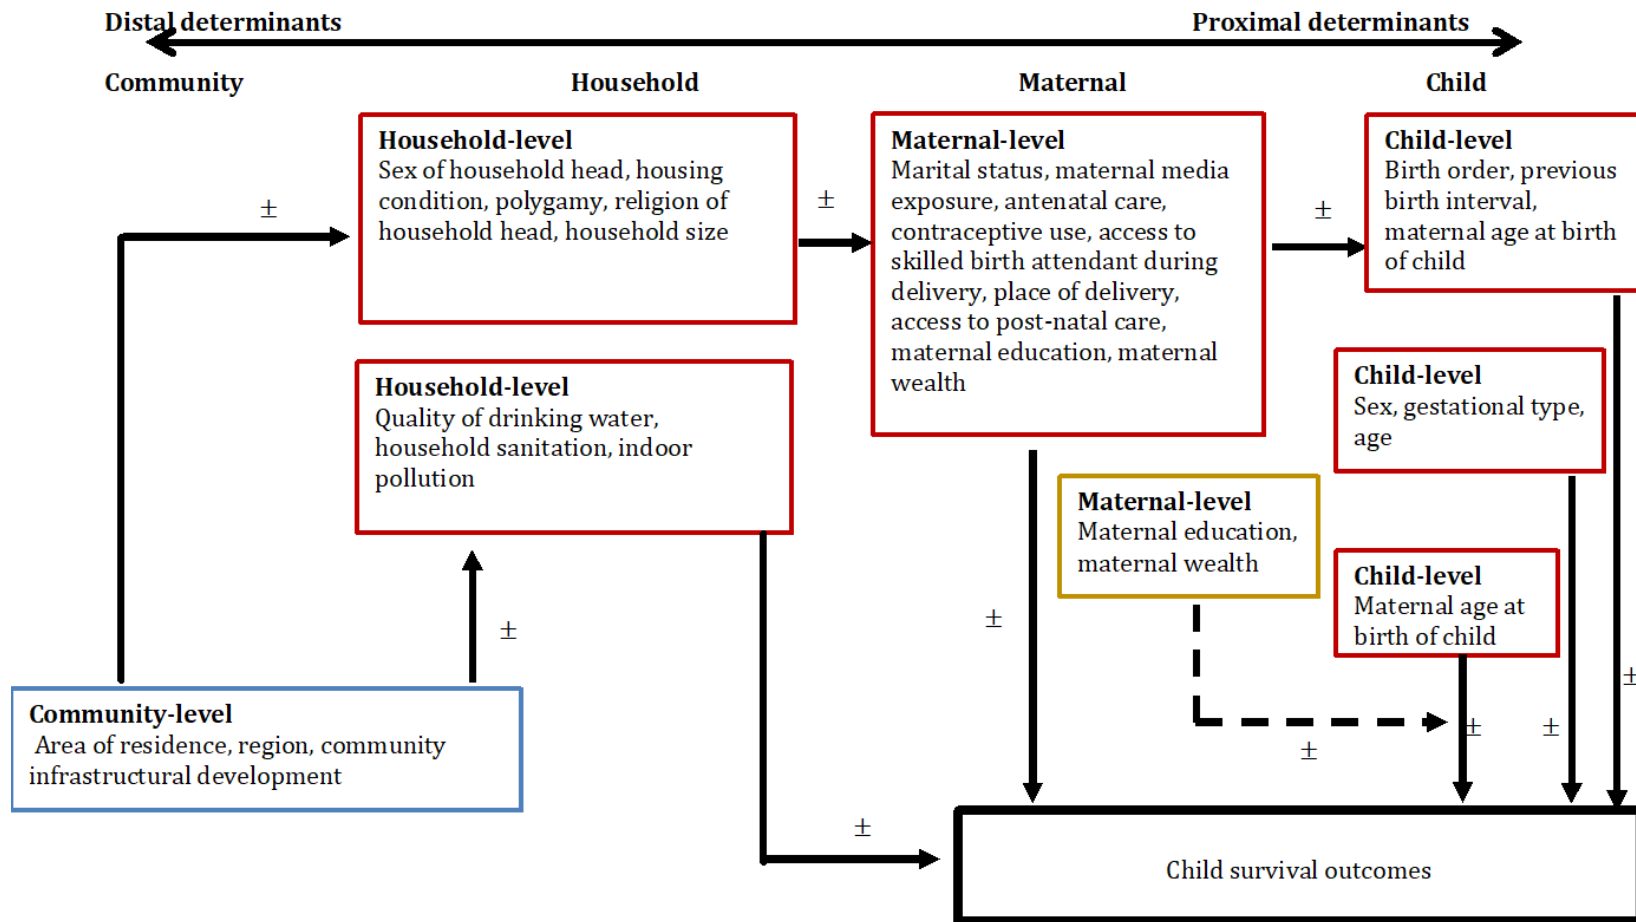 Distal determinants
Proximal determinants
Community
Household
Maternal
Child
Household-level
Sex of household head, housing
condition, polygamy, religion of
household head, household size
±
±
Maternal-level
Marital status, maternal media
exposure, antenatal care,
contraceptive use, access to
skilled birth attendant during
delivery, place of delivery,
access to post-natal care,
maternal education, maternal
wealth
±
Child-level
Birth order, previous
birth interval,
maternal age at birth
of child
Household-level
Quality of drinking water,
household sanitation, indoor
pollution
Child-level
Sex, gestational type,
age
Maternal-level
Maternal education,
maternal wealth
Child-level
Maternal age at
birth of child
±
±
±
Community-level
Area of residence, region, community
infrastructural development
±
±
±
±
Child survival outcomes